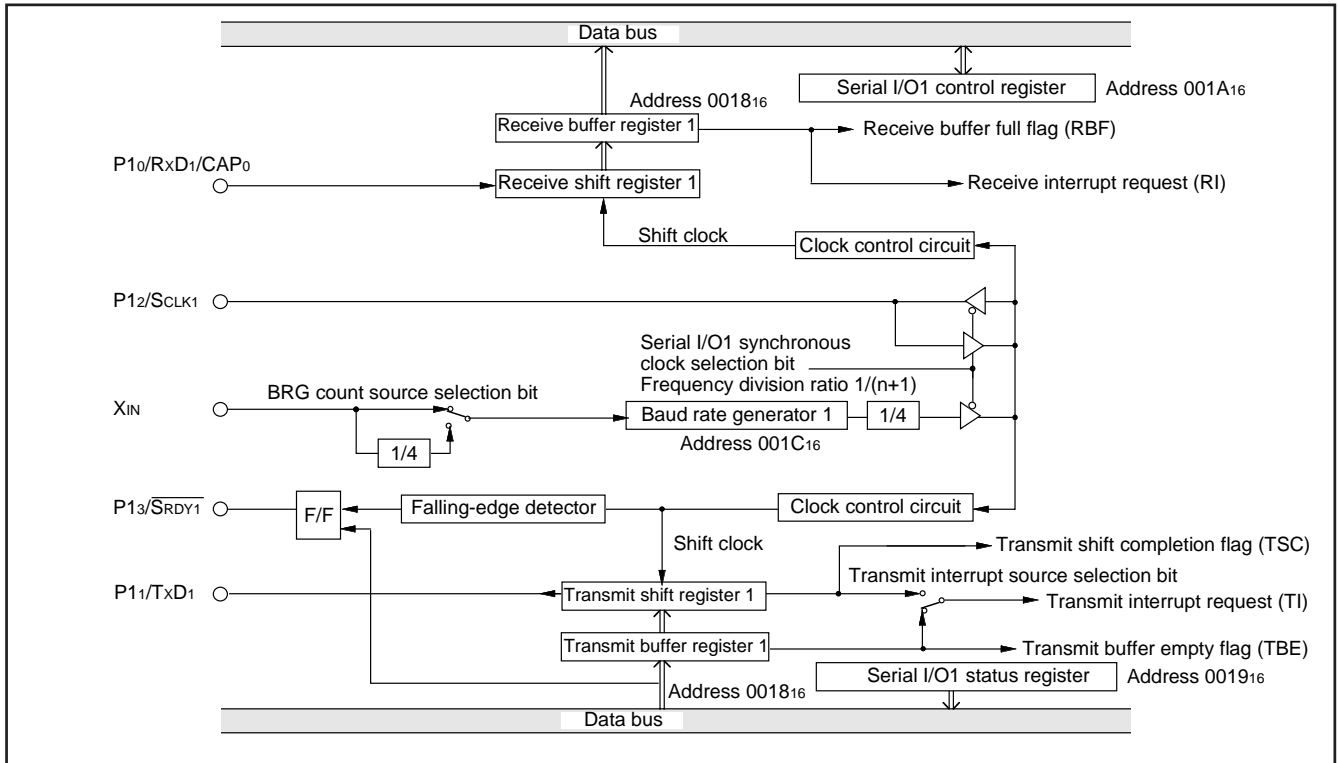 Data bus
Serial I/O1 control register
Address 001A16
Address 001816
Receive buffer register 1
Receive buffer full flag (RBF)
P10/RxD1/CAP0
Receive shift register 1
Receive interrupt request (RI)
Shift clock
Clock control circuit
P12/SCLK1
Serial I/O1 synchronous
clock selection bit
Frequency division ratio 1/(n+1)
BRG count source selection bit
XIN
Baud rate generator 1
1/4
Address 001C16
1/4
P13/SRDY1
F/F
Falling-edge detector
Clock control circuit
Shift clock
Transmit shift completion flag (TSC)
Transmit interrupt source selection bit
P11/TxD1
Transmit shift register 1
Transmit interrupt request (TI)
Transmit buffer register 1
Transmit buffer empty flag (TBE)
Address 001816
Serial I/O1 status register
Address 001916
Data bus